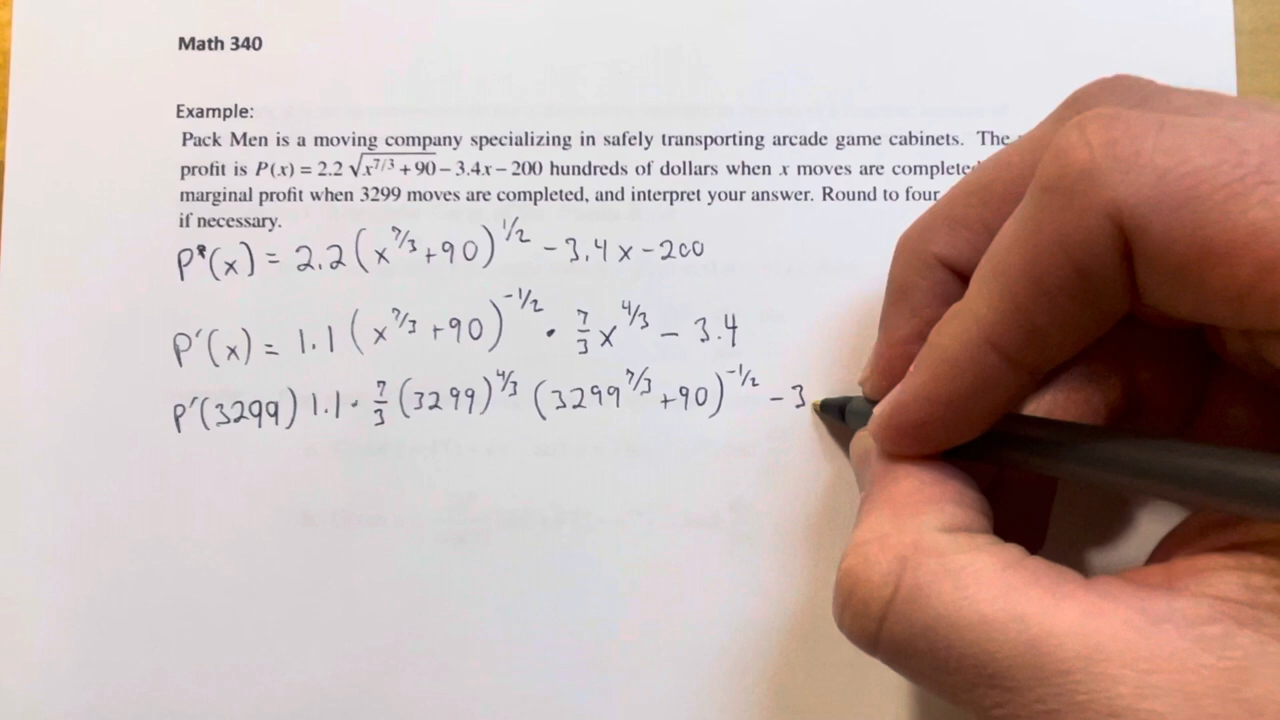 Math 340
Example:
Pack Men is a moving company specializing in safely transporting arcade game cabinets. The
profit is P(x) = 2.2 √(x^(7/3) + 90) − 3.4x − 200 hundreds of dollars when x moves are complete
marginal profit when 3299 moves are completed, and interpret your answer. Round to four
if necessary.
P(x) = 2.2 (x^(7/3) + 90)^(1/2) − 3.4x − 200
P'(x) = 1.1 (x^(7/3) + 90)^(−1/2) · 7/3 x^(4/3) − 3.4
P'(3299) 1.1 · 7/3 (3299)^(4/3) (3299^(7/3) + 90)^(−1/2) − 3.